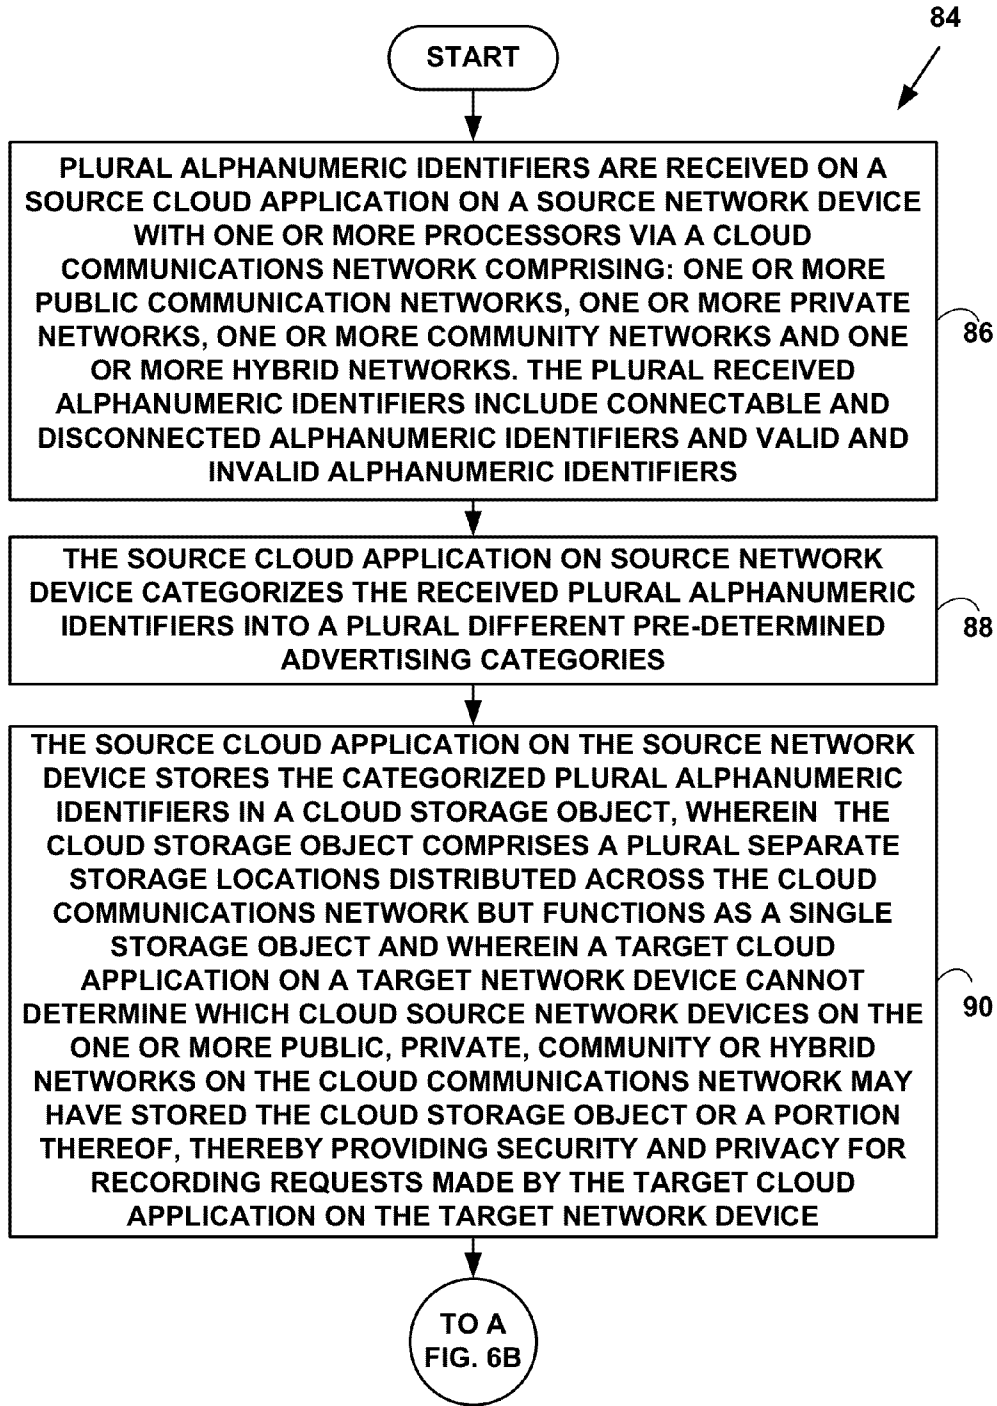 84
START
PLURAL ALPHANUMERIC IDENTIFIERS ARE RECEIVED ON A
SOURCE CLOUD APPLICATION ON A SOURCE NETWORK DEVICE
WITH ONE OR MORE PROCESSORS VIA A CLOUD
COMMUNICATIONS NETWORK COMPRISING: ONE OR MORE
PUBLIC COMMUNICATION NETWORKS, ONE OR MORE PRIVATE
NETWORKS, ONE OR MORE COMMUNITY NETWORKS AND ONE
OR MORE HYBRID NETWORKS. THE PLURAL RECEIVED
ALPHANUMERIC IDENTIFIERS INCLUDE CONNECTABLE AND
DISCONNECTED ALPHANUMERIC IDENTIFIERS AND VALID AND
INVALID ALPHANUMERIC IDENTIFIERS
86
THE SOURCE CLOUD APPLICATION ON SOURCE NETWORK
DEVICE CATEGORIZES THE RECEIVED PLURAL ALPHANUMERIC
IDENTIFIERS INTO A PLURAL DIFFERENT PRE-DETERMINED
ADVERTISING CATEGORIES
88
THE SOURCE CLOUD APPLICATION ON THE SOURCE NETWORK
DEVICE STORES THE CATEGORIZED PLURAL ALPHANUMERIC
IDENTIFIERS IN A CLOUD STORAGE OBJECT, WHEREIN THE
CLOUD STORAGE OBJECT COMPRISES A PLURAL SEPARATE
STORAGE LOCATIONS DISTRIBUTED ACROSS THE CLOUD
COMMUNICATIONS NETWORK BUT FUNCTIONS AS A SINGLE
STORAGE OBJECT AND WHEREIN A TARGET CLOUD
APPLICATION ON A TARGET NETWORK DEVICE CANNOT
DETERMINE WHICH CLOUD SOURCE NETWORK DEVICES ON THE
ONE OR MORE PUBLIC, PRIVATE, COMMUNITY OR HYBRID
NETWORKS ON THE CLOUD COMMUNICATIONS NETWORK MAY
HAVE STORED THE CLOUD STORAGE OBJECT OR A PORTION
THEREOF, THEREBY PROVIDING SECURITY AND PRIVACY FOR
RECORDING REQUESTS MADE BY THE TARGET CLOUD
APPLICATION ON THE TARGET NETWORK DEVICE
90
TO A
FIG. 6B